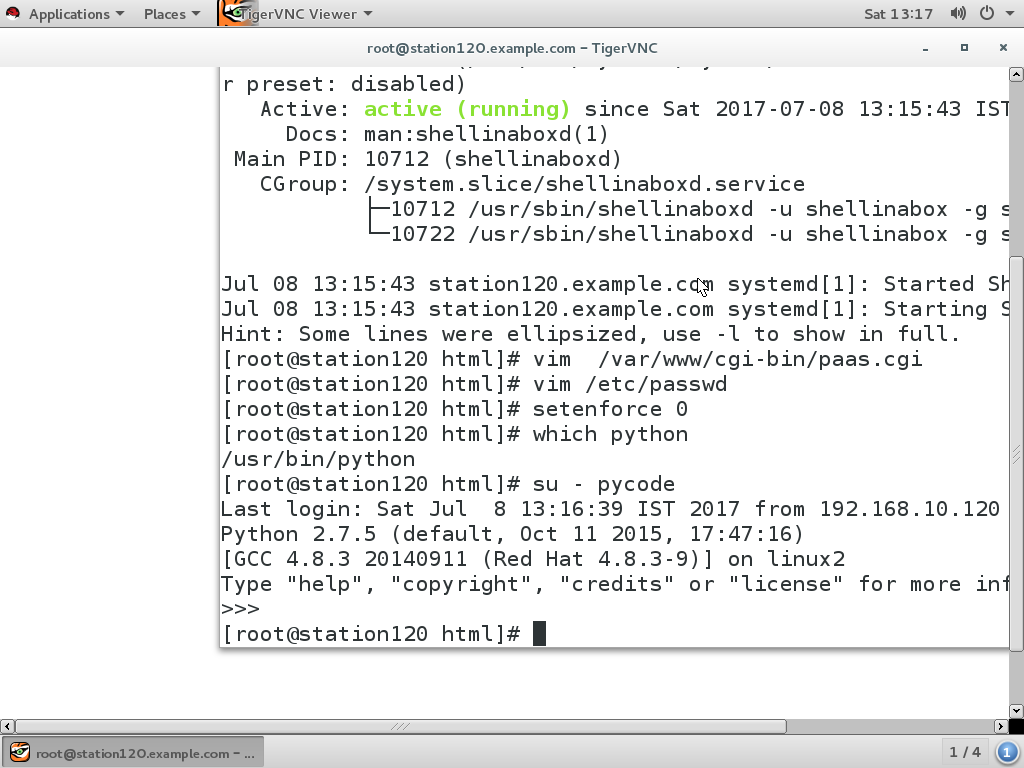 Applications Places TigerVNC Viewer Sat 13:17
root@station120.example.com – TigerVNC
r preset: disabled)
Active: active (running) since Sat 2017-07-08 13:15:43 IST
Docs: man:shellinaboxd(1)
Main PID: 10712 (shellinaboxd)
CGroup: /system.slice/shellinaboxd.service
├─10712 /usr/sbin/shellinaboxd -u shellinabox -g s
└─10722 /usr/sbin/shellinaboxd -u shellinabox -g s
Jul 08 13:15:43 station120.example.com systemd[1]: Started Sh
Jul 08 13:15:43 station120.example.com systemd[1]: Starting S
Hint: Some lines were ellipsized, use -l to show in full.
[root@station120 html]# vim  /var/www/cgi-bin/paas.cgi
[root@station120 html]# vim /etc/passwd
[root@station120 html]# setenforce 0
[root@station120 html]# which python
/usr/bin/python
[root@station120 html]# su - pycode
Last login: Sat Jul  8 13:16:39 IST 2017 from 192.168.10.120
Python 2.7.5 (default, Oct 11 2015, 17:47:16)
[GCC 4.8.3 20140911 (Red Hat 4.8.3-9)] on linux2
Type "help", "copyright", "credits" or "license" for more inf
>>>
[root@station120 html]#
root@station120.example.com – ... 1 / 4 1